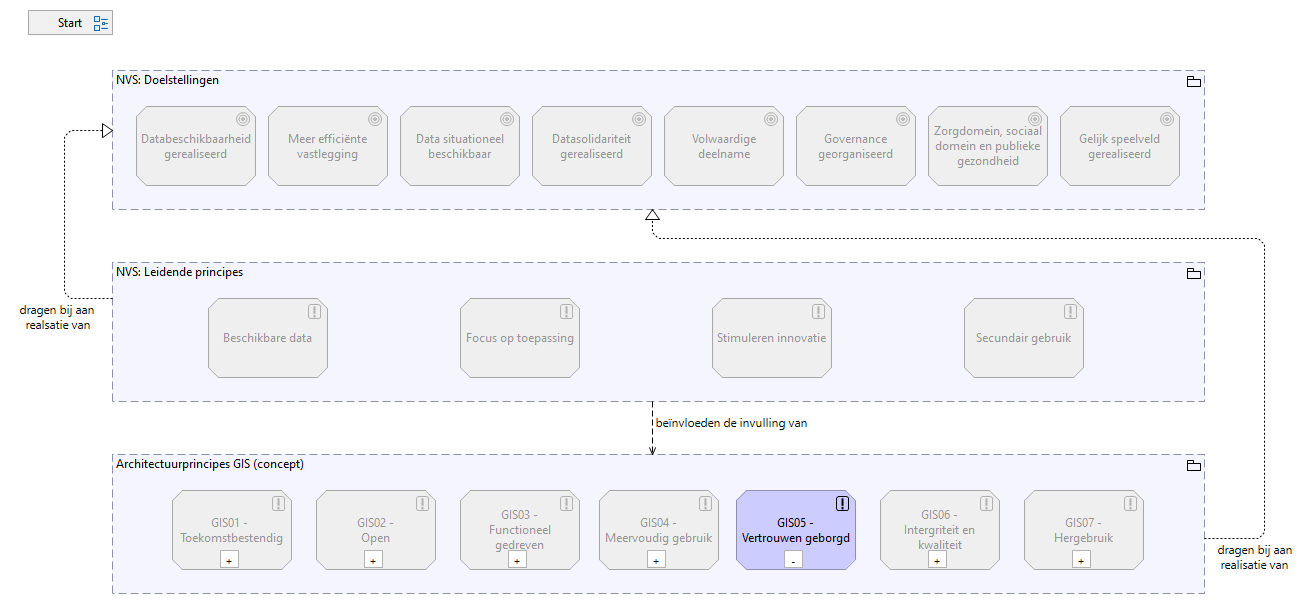 Start
NVS: Doelstellingen
Databeschikbaarheid
gerealiseerd
Meer efficiënte
vastlegging
Data situationeel
beschikbaar
Datasolidariteit
gerealiseerd
Volwaardige
deelname
Governance
georganiseerd
Zorgdomein, sociaal
domein en publieke
gezondheid
Gelijk speelveld
gerealiseerd
NVS: Leidende principes
dragen bij aan
realsatie van
Beschikbare data
Focus op toepassing
Stimuleren innovatie
Secundair gebruik
beïnvloeden de invulling van
Architectuurprincipes GIS (concept)
GIS01 -
Toekomstbestendig
+
GIS02 -
Open
+
GIS03 -
Functioneel
gedreven
+
GIS04 -
Meervoudig gebruik
+
GIS05 -
Vertrouwen geborgd
-
GIS06 -
Intergriteit en
kwaliteit
+
GIS07 -
Hergebruik
+
dragen bij aan
realisatie van